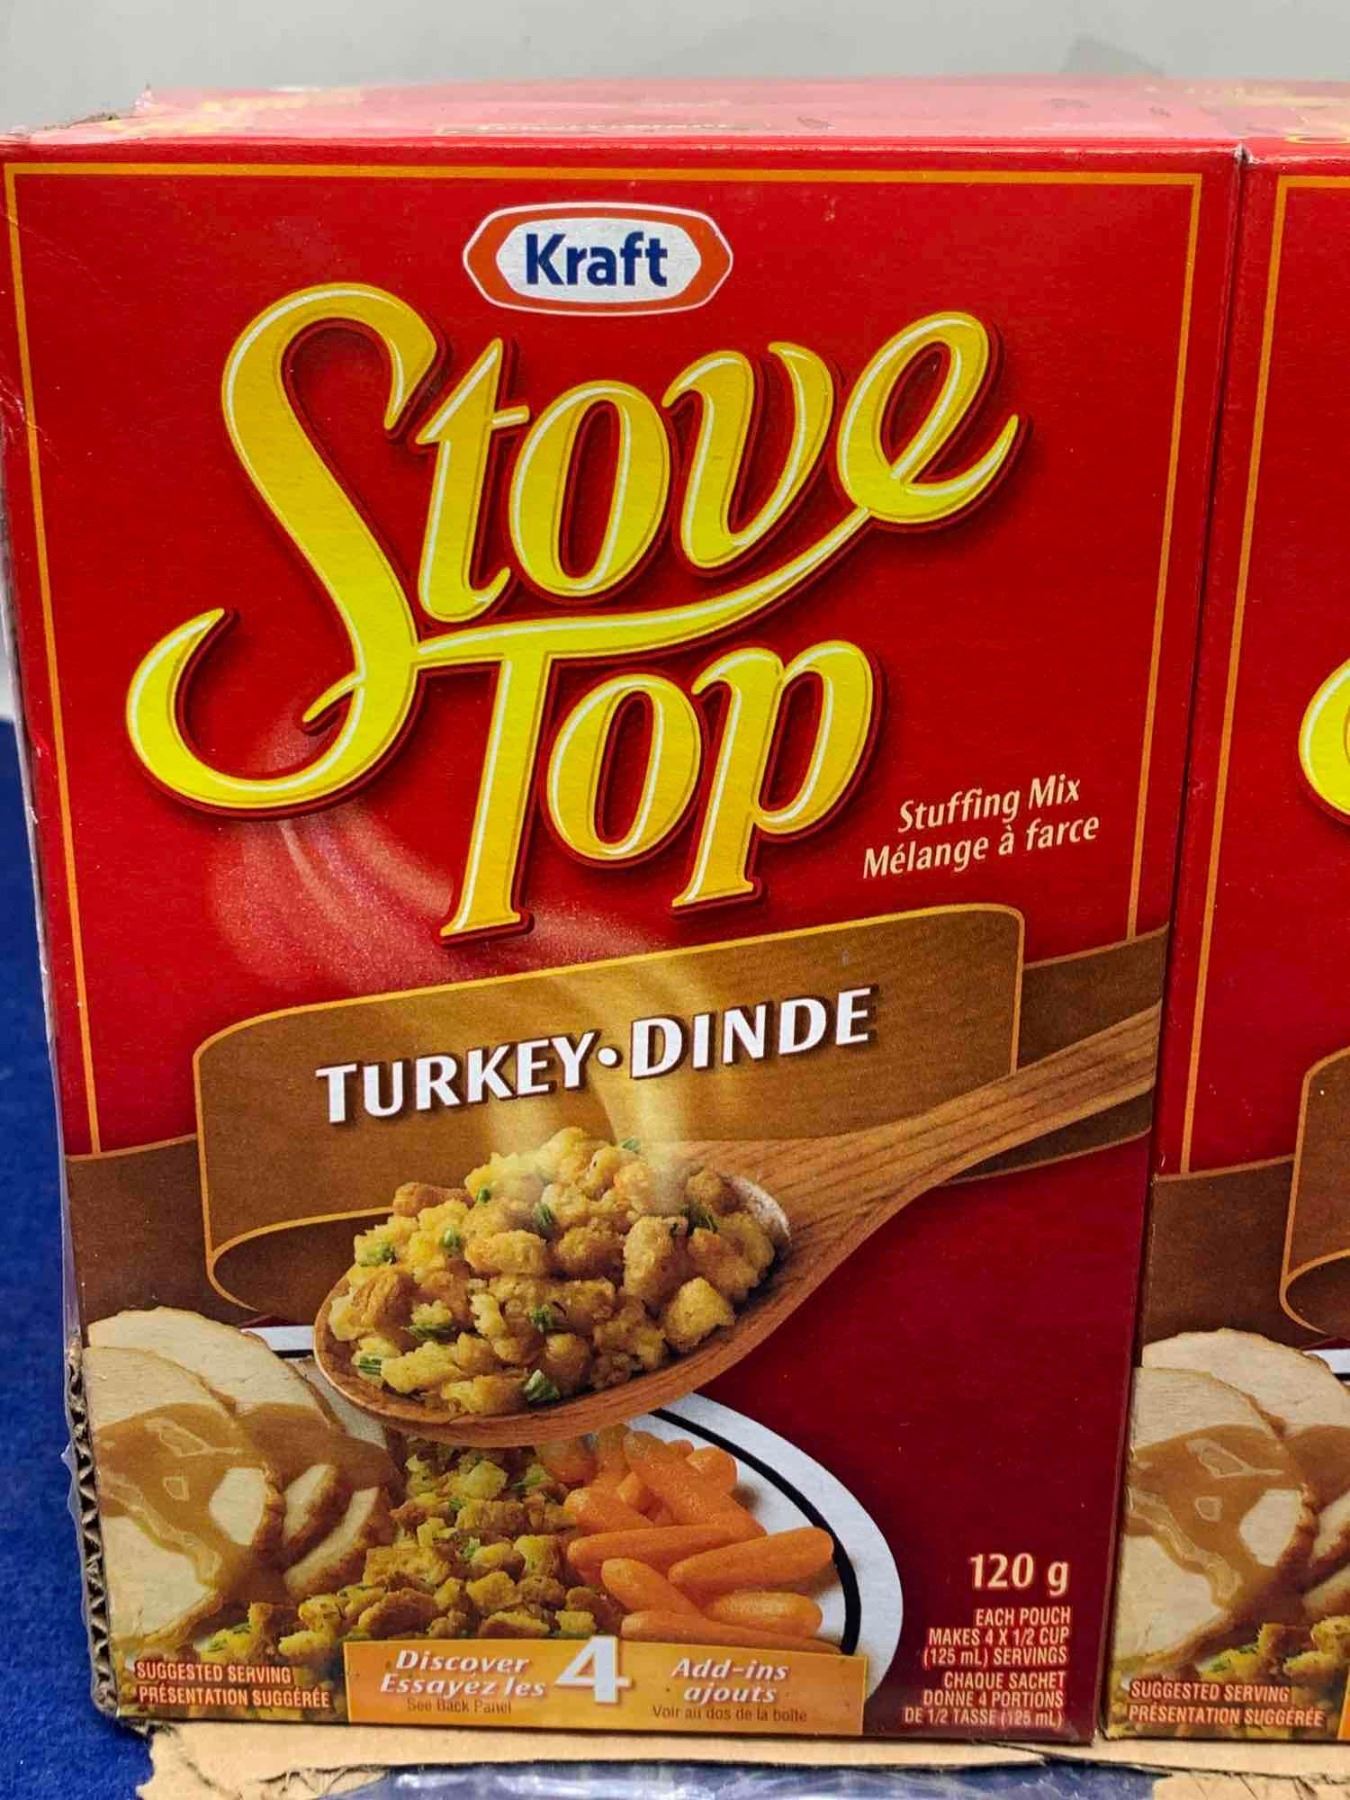 Kraft
Stove
Top
Stuffing Mix
Mélange à farce
TURKEY•DINDE
120 g
EACH POUCH
MAKES 4 X 1/2 CUP
(125 mL) SERVINGS
CHAQUE SACHET
DONNE 4 PORTIONS
DE 1/2 TASSE (125 mL)
SUGGESTED SERVING
PRÉSENTATION SUGGÉRÉE
Discover
Essayez les
See Back Panel
4
Add-ins
ajouts
Voir au dos de la boîte
SUGGESTED SERVING
PRÉSENTATION SUGGÉRÉE